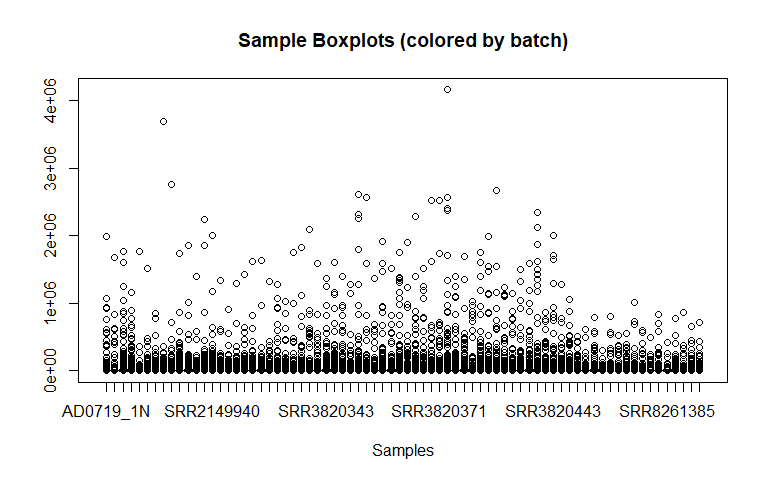 Sample Boxplots (colored by batch)
4e+06
3e+06
2e+06
1e+06
0e+00
AD0719_1N SRR2149940 SRR3820343 SRR3820371 SRR3820443 SRR8261385
Samples